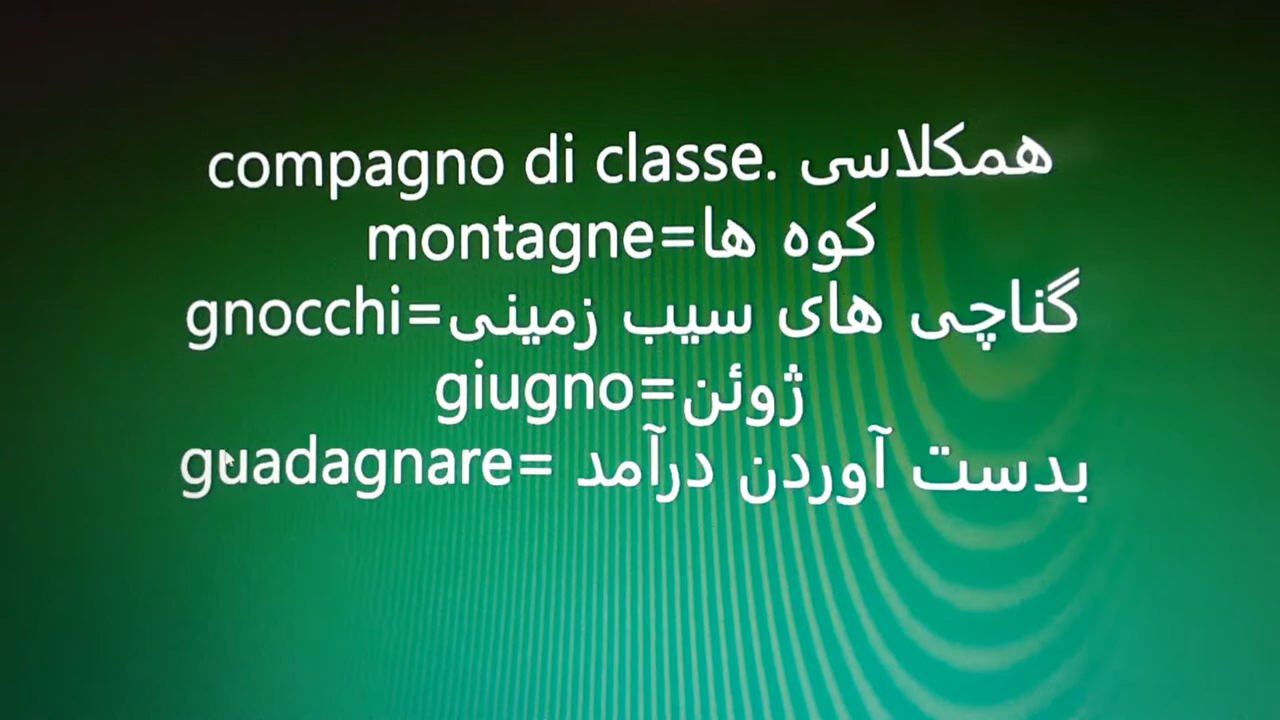 compagno di classe. همکلاسی
montagne=کوه ها
gnocchi=گناچی های سیب زمینی
giugno=ژوئن
guadagnare= بدست آوردن درآمد